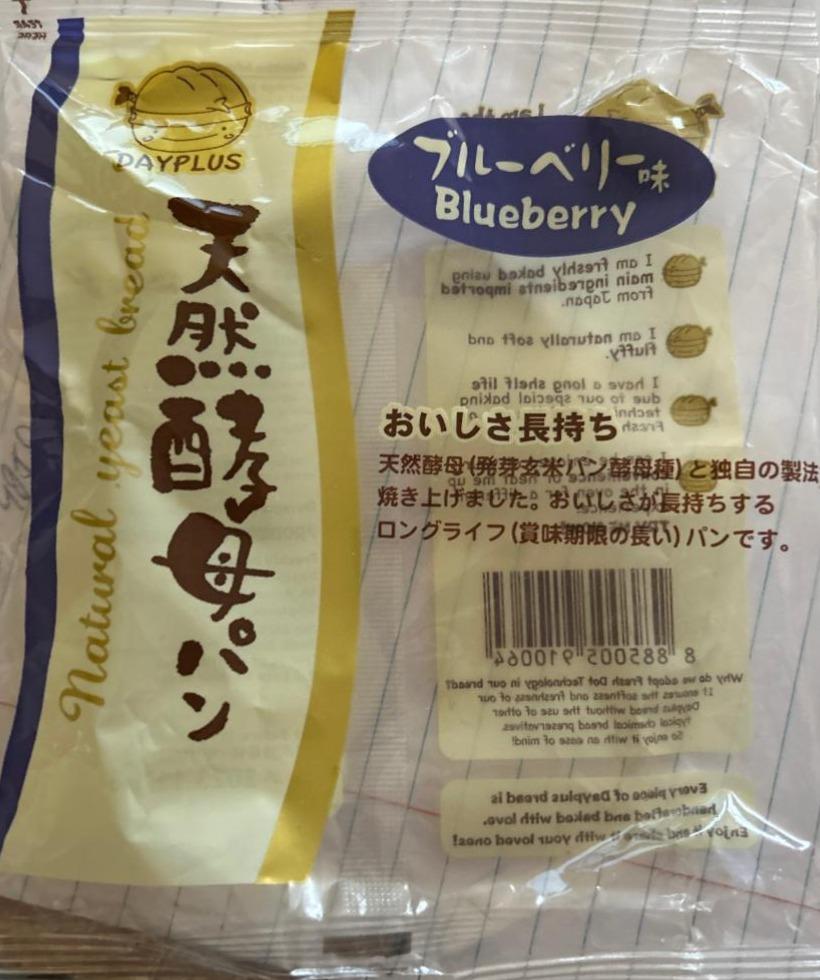 TEAR
HERE
DAYPLUS
天然酵母パン
Natural yeast bread
I am the
ブルーベリー味
Blueberry
I am freshly baked using
main ingredients imported
from Japan.
I am naturally soft and
fluffy.
I have a long shelf life
due to our special baking
おいしさ長持ち
Fresh
天然酵母(発芽玄米パン酵母種)と独自の製法
焼き上げました。おいしさが長持ちする
ロングライフ(賞味期限の長い)パンです。
8 885005 910064
Why do we adopt Fresh Dot Technology in our bread?
It ensures the softness and freshness of our
Dayplus bread without the use of other
typical chemical bread preservatives.
So enjoy it with an ease of mind!
Every piece of Dayplus bread is
handcrafted and baked with love.
Enjoy it and share it with your loved ones!